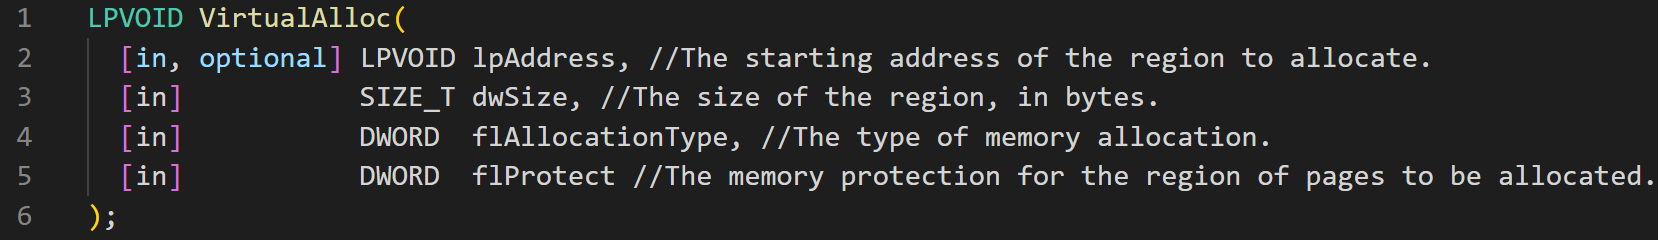 1 LPVOID VirtualAlloc(
2 [in, optional] LPVOID lpAddress, //The starting address of the region to allocate.
3 [in] SIZE_T dwSize, //The size of the region, in bytes.
4 [in] DWORD flAllocationType, //The type of memory allocation.
5 [in] DWORD flProtect //The memory protection for the region of pages to be allocated.
6 );